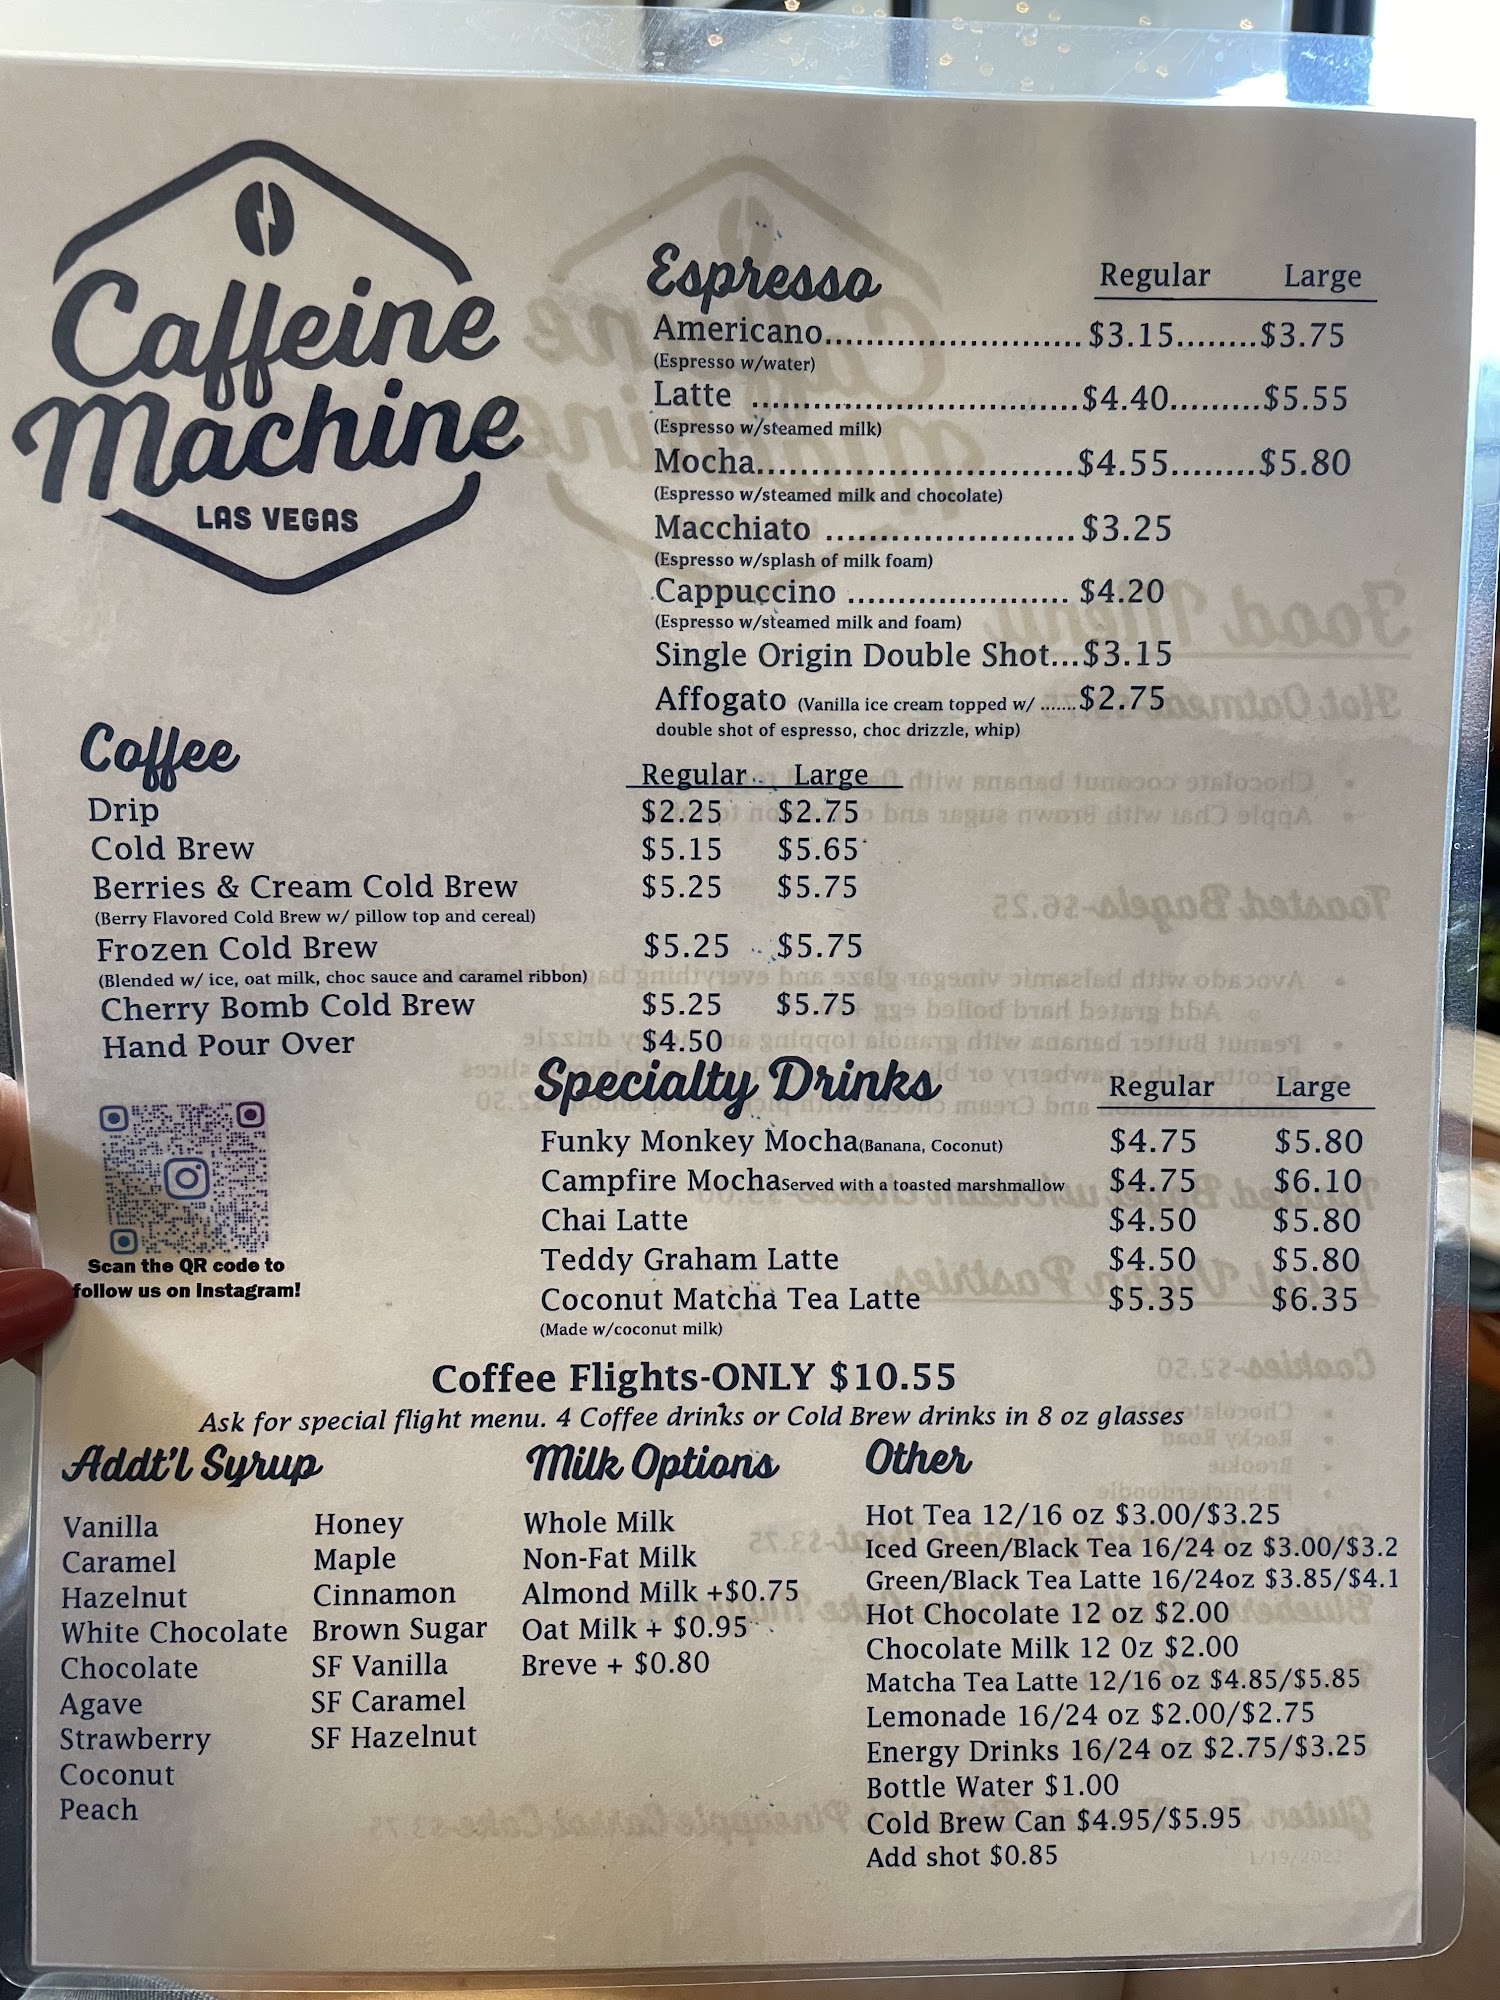 Caffeine
Machine
LAS VEGAS
Espresso Regular Large
Americano.......................... $3.15........$3.75
(Espresso w/water)
Latte .................................$4.40.........$5.55
(Espresso w/steamed milk)
Mocha................................$4.55........$5.80
(Espresso w/steamed milk and chocolate)
Macchiato ......................... $3.25
(Espresso w/splash of milk foam)
Cappuccino ...................... $4.20
(Espresso w/steamed milk and foam)
Single Origin Double Shot...$3.15
Affogato (Vanilla ice cream topped w/ .......$2.75
double shot of espresso, choc drizzle, whip)
Coffee Regular Large
Drip $2.25 $2.75
Cold Brew $5.15 $5.65
Berries & Cream Cold Brew $5.25 $5.75
(Berry Flavored Cold Brew w/ pillow top and cereal)
Frozen Cold Brew $5.25 $5.75
(Blended w/ ice, oat milk, choc sauce and caramel ribbon)
Cherry Bomb Cold Brew $5.25 $5.75
Hand Pour Over $4.50
Scan the QR code to
follow us on Instagram!
Specialty Drinks Regular Large
Funky Monkey Mocha(Banana, Coconut) $4.75 $5.80
Campfire MochaServed with a toasted marshmallow $4.75 $6.10
Chai Latte $4.50 $5.80
Teddy Graham Latte $4.50 $5.80
Coconut Matcha Tea Latte $5.35 $6.35
(Made w/coconut milk)
Coffee Flights-ONLY $10.55
Ask for special flight menu. 4 Coffee drinks or Cold Brew drinks in 8 oz glasses
Addt'l Syrup
Vanilla
Caramel
Hazelnut
White Chocolate
Chocolate
Agave
Strawberry
Coconut
Peach
Honey
Maple
Cinnamon
Brown Sugar
SF Vanilla
SF Caramel
SF Hazelnut
Milk Options
Whole Milk
Non-Fat Milk
Almond Milk +$0.75
Oat Milk + $0.95
Breve + $0.80
Other
Hot Tea 12/16 oz $3.00/$3.25
Iced Green/Black Tea 16/24 oz $3.00/$3.2
Green/Black Tea Latte 16/24oz $3.85/$4.1
Hot Chocolate 12 oz $2.00
Chocolate Milk 12 0z $2.00
Matcha Tea Latte 12/16 oz $4.85/$5.85
Lemonade 16/24 oz $2.00/$2.75
Energy Drinks 16/24 oz $2.75/$3.25
Bottle Water $1.00
Cold Brew Can $4.95/$5.95
Add shot $0.85